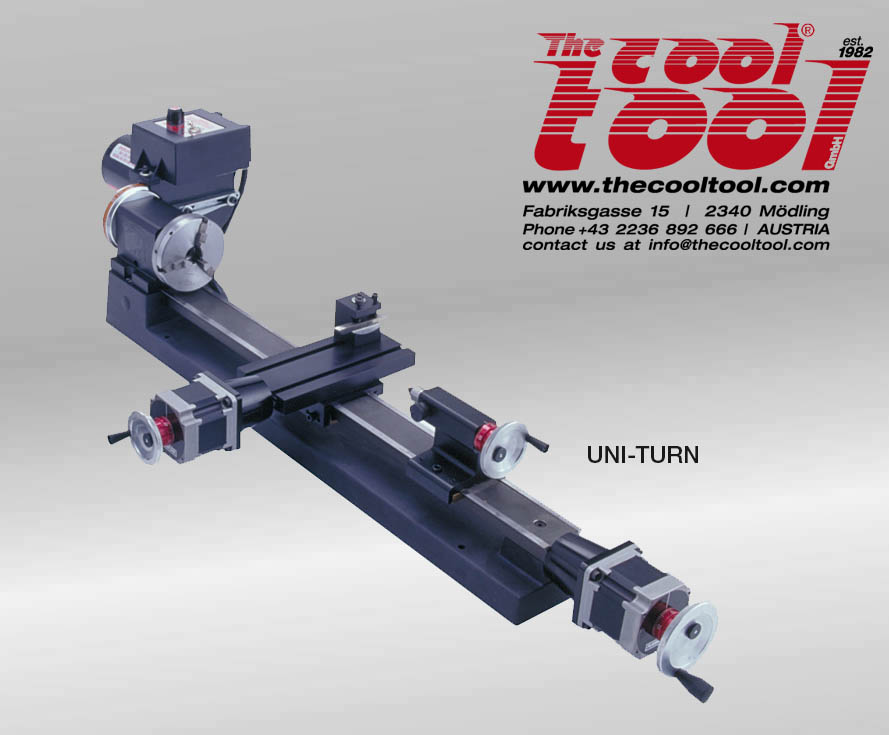 The cool tool GmbH ®
est. 1982
www.thecooltool.com
Fabriksgasse 15 | 2340 Mödling
Phone +43 2236 892 666 | AUSTRIA
contact us at info@thecooltool.com
UNI-TURN